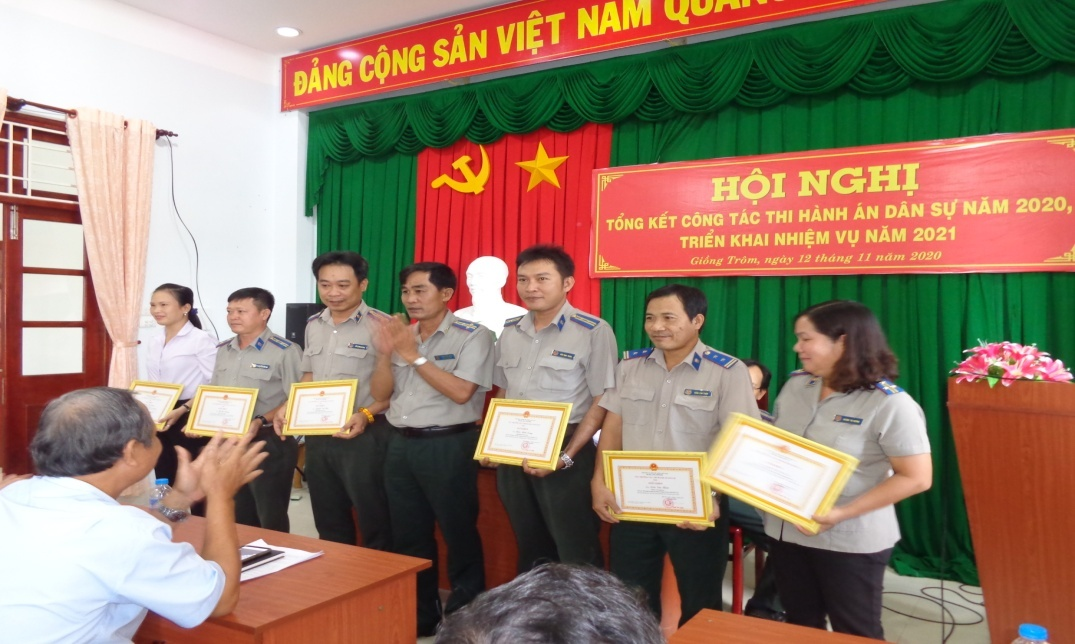 ĐẢNG CỘNG SẢN VIỆT NAM QUANG
HỘI NGHỊ
TỔNG KẾT CÔNG TÁC THI HÀNH ÁN DÂN SỰ NĂM 2020,
TRIỂN KHAI NHIỆM VỤ NĂM 2021
Giồng Trôm, ngày 12 tháng 11 năm 2020